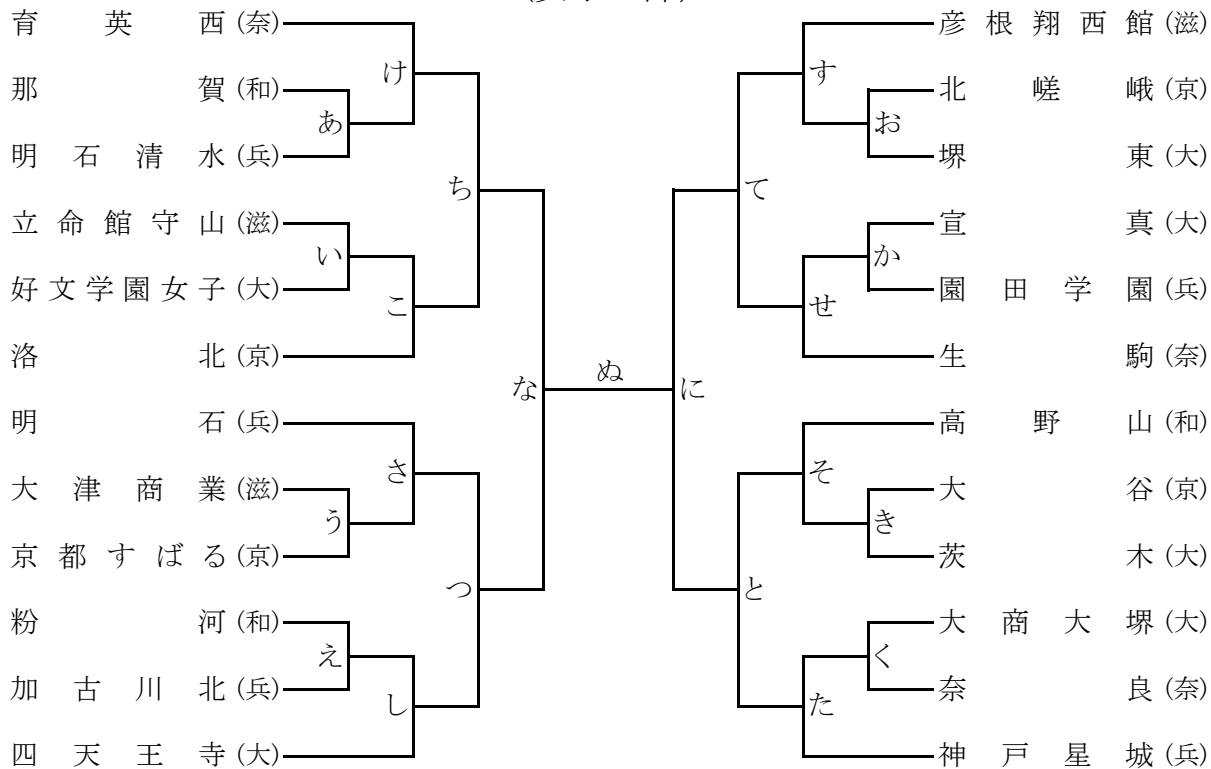 育英西(奈)
那賀(和)
明石清水(兵)
立命館守山(滋)
好文学園女子(大)
洛北(京)
明石(兵)
大津商業(滋)
京都すばる(京)
粉河(和)
加古川北(兵)
四天王寺(大)
け
あ
ち
い
こ
な
さ
う
つ
え
し
ぬ
彦根翔西館(滋)
北嵯峨(京)
堺東(大)
宣真(大)
園田学園(兵)
生駒(奈)
高野山(和)
大谷(京)
茨木(大)
大商大堺(大)
奈良(奈)
神戸星城(兵)
す
お
て
か
せ
に
そ
き
と
く
た